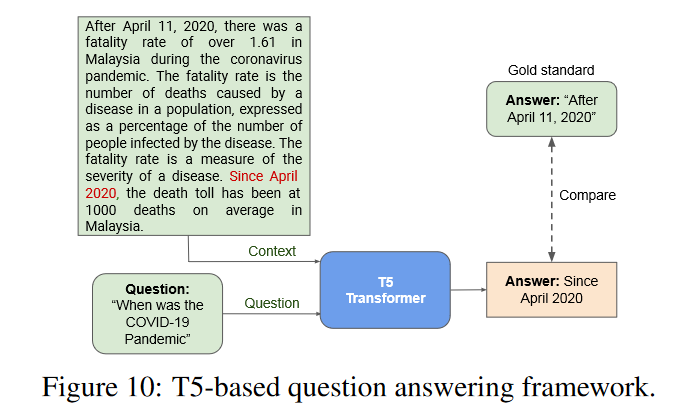 After April 11, 2020, there was a
fatality rate of over 1.61 in
Malaysia during the coronavirus
pandemic. The fatality rate is the
number of deaths caused by a
disease in a population, expressed
as a percentage of the number of
people infected by the disease. The
fatality rate is a measure of the
severity of a disease. Since April
2020, the death toll has been at
1000 deaths on average in
Malaysia.
Context
Question:
“When was the
COVID-19
Pandemic”
Question
T5
Transformer
Gold standard
Answer: “After
April 11, 2020”
Compare
Answer: Since
April 2020
Figure 10: T5-based question answering framework.